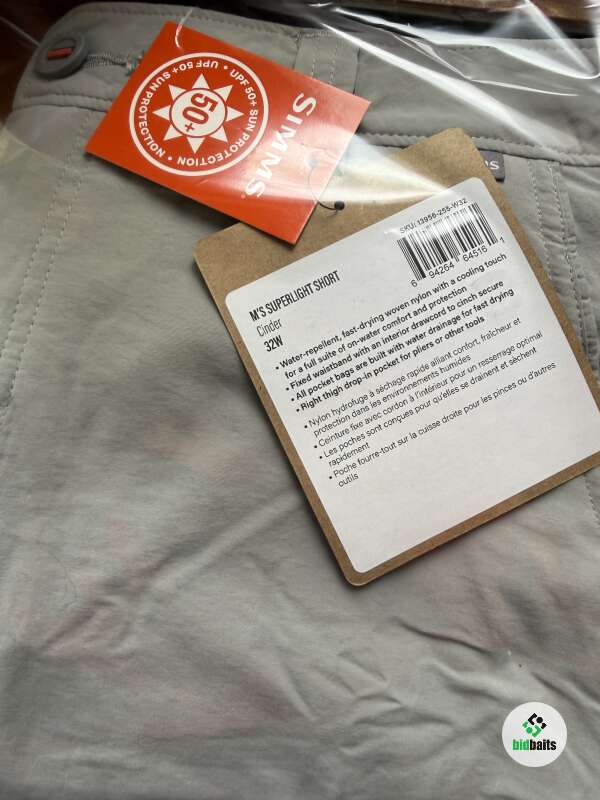 UPF 50+ SUN PROTECTION • UPF 50+ SUN PROTECTION •
50+
SIMMS
SKU: 13956-255-W32
6 94264 64516 1
M'S SUPERLIGHT SHORT
Cinder
32W
• Water-repellent, fast-drying woven nylon with a cooling touch
for a full suite of on-water comfort and protection
• Fixed waistband with an interior drawcord to cinch secure
• All pocket bags are built with water drainage for fast drying
• Right thigh drop-in pocket for pliers or other tools
• Nylon hydrofuge à séchage rapide alliant confort, fraîcheur et
protection dans les environnements humides
• Ceinture fixe avec cordon à l'intérieur pour un resserrage optimal
• Les poches sont conçues pour qu'elles se drainent et sèchent
rapidement
• Poche fourre-tout sur la cuisse droite pour les pinces ou d'autres
outils
bidbaits